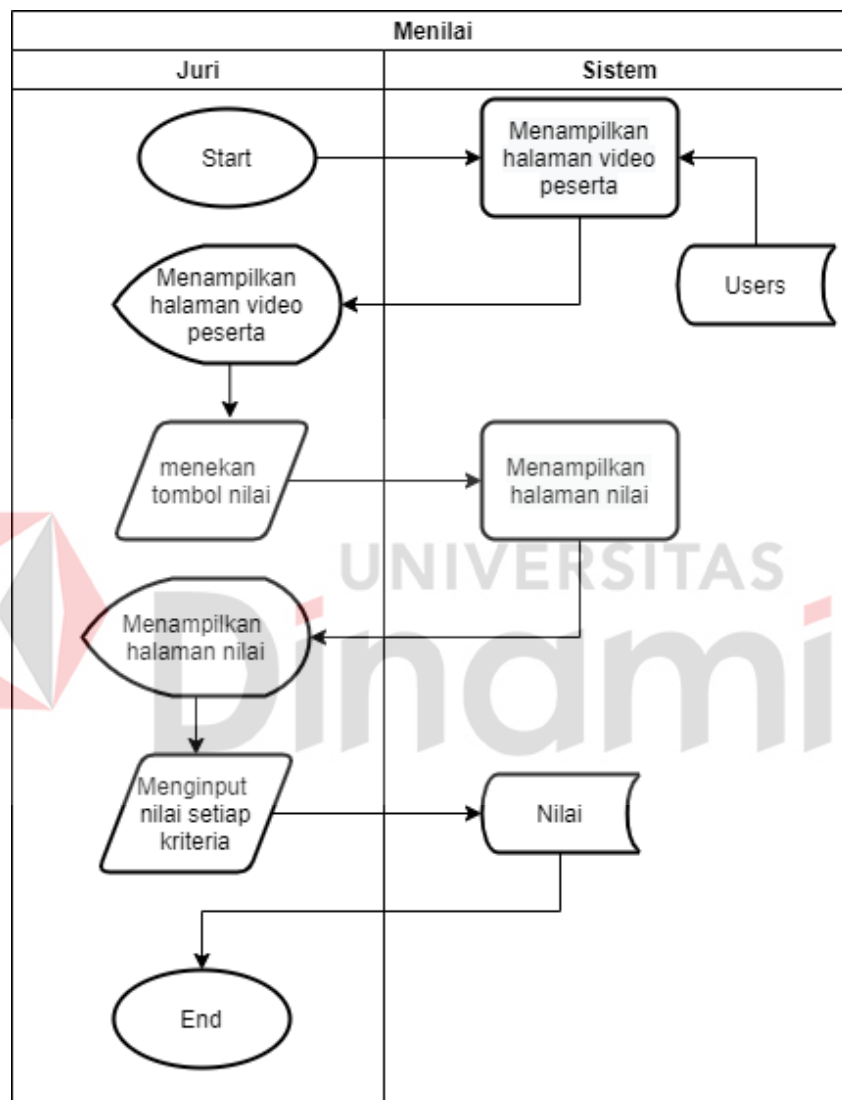 Menilai
Juri
Sistem
Start
Menampilkan
halaman video
peserta
Users
Menampilkan
halaman video
peserta
menekan
tombol nilai
Menampilkan
halaman nilai
UNIVERSITAS
Dinami
Menampilkan
halaman nilai
Menginput
nilai setiap
kriteria
Nilai
End